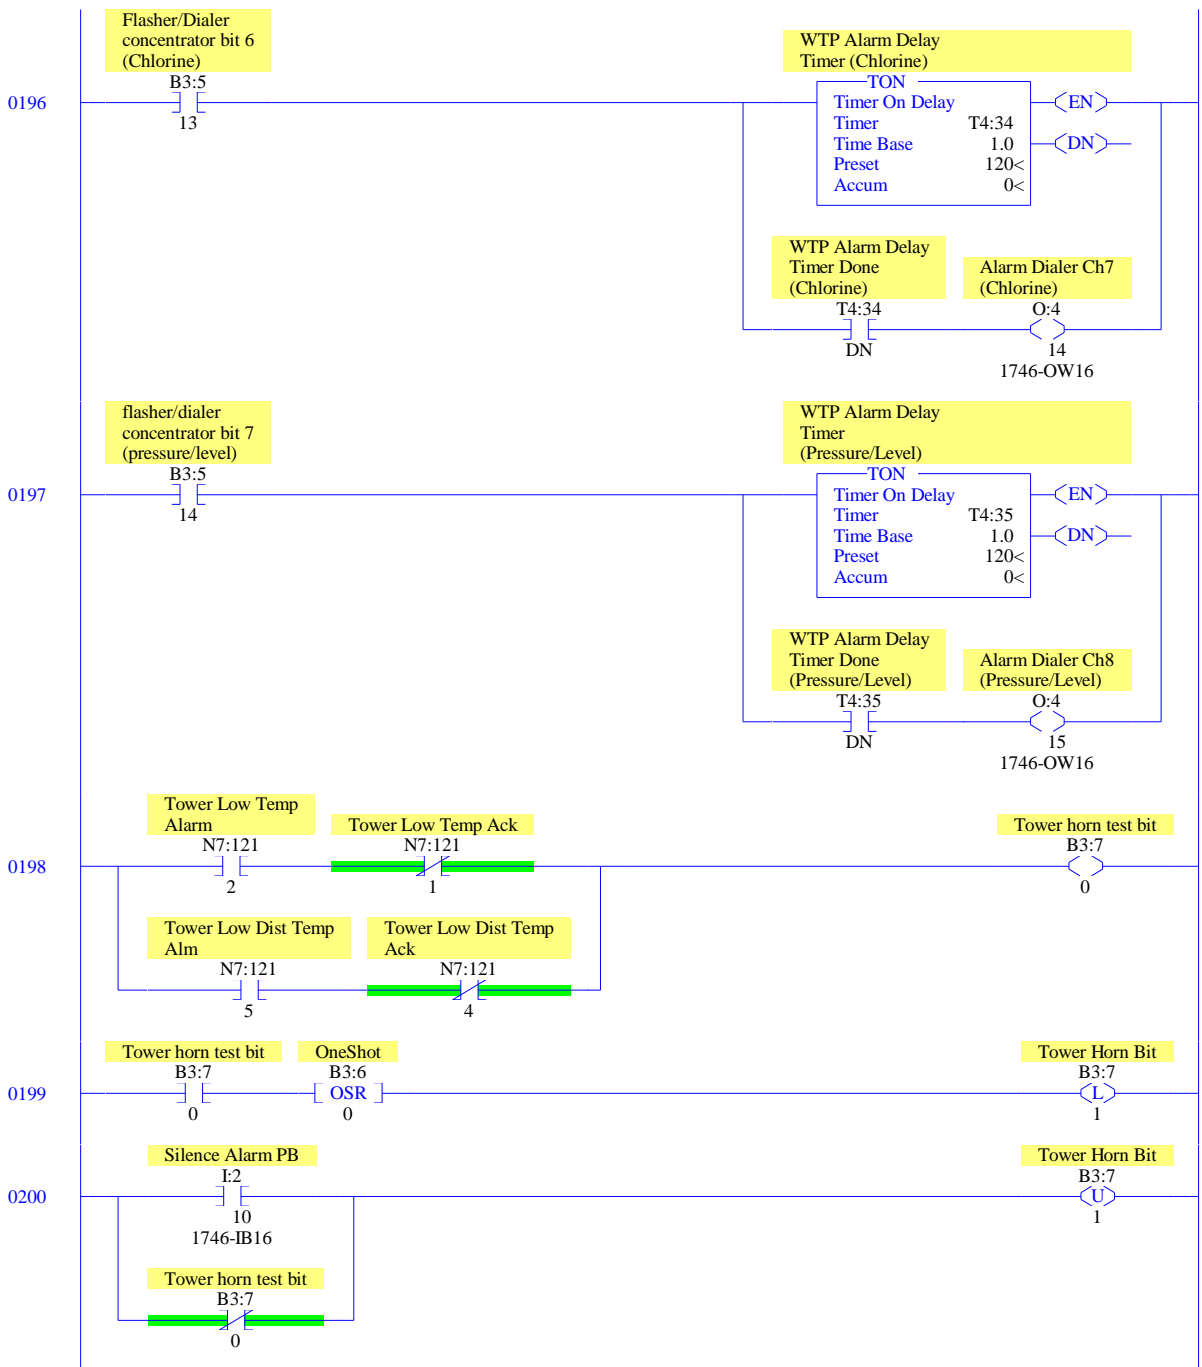 Flasher/Dialer
concentrator bit 6
(Chlorine)
B3:5
13
0196
WTP Alarm Delay
Timer (Chlorine)
TON
Timer On Delay
Timer T4:34
Time Base 1.0
Preset 120<
Accum 0<
EN
DN
WTP Alarm Delay
Timer Done
(Chlorine)
T4:34
DN
Alarm Dialer Ch7
(Chlorine)
O:4
14
1746-OW16
flasher/dialer
concentrator bit 7
(pressure/level)
B3:5
14
0197
WTP Alarm Delay
Timer
(Pressure/Level)
TON
Timer On Delay
Timer T4:35
Time Base 1.0
Preset 120<
Accum 0<
EN
DN
WTP Alarm Delay
Timer Done
(Pressure/Level)
T4:35
DN
Alarm Dialer Ch8
(Pressure/Level)
O:4
15
1746-OW16
Tower Low Temp
Alarm
N7:121
2
Tower Low Temp Ack
N7:121
1
Tower horn test bit
B3:7
0
0198
Tower Low Dist Temp
Alm
N7:121
5
Tower Low Dist Temp
Ack
N7:121
4
Tower horn test bit
B3:7
0
OneShot
B3:6
OSR
0
Tower Horn Bit
B3:7
L
1
0199
Silence Alarm PB
I:2
10
1746-IB16
Tower Horn Bit
B3:7
U
1
0200
Tower horn test bit
B3:7
0